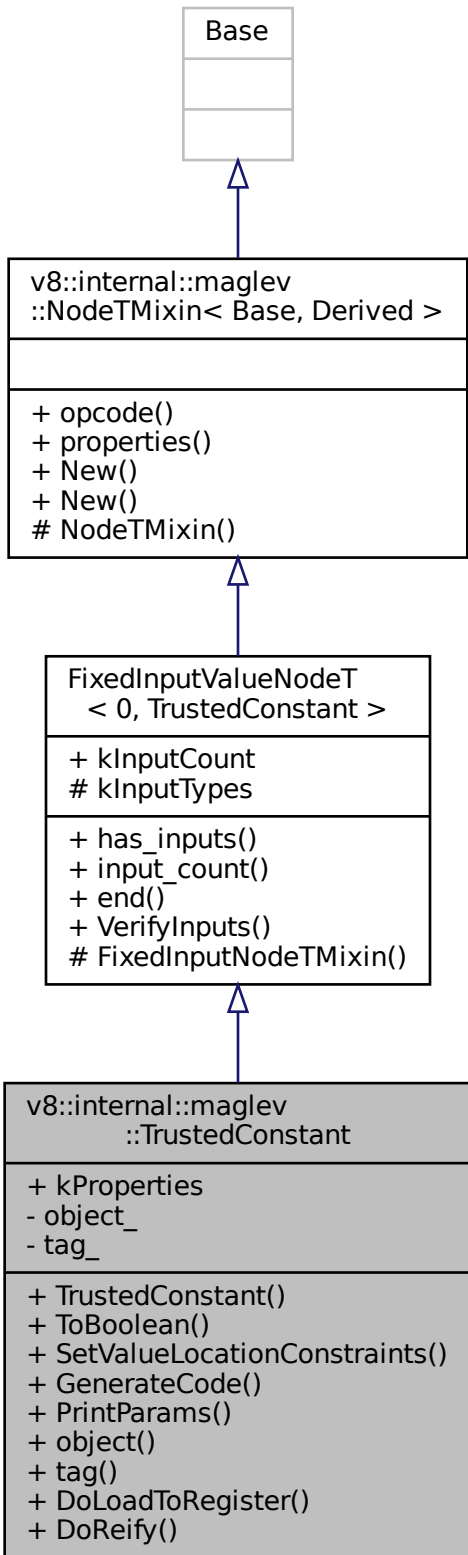 Base
v8::internal::maglev
::NodeTMixin< Base, Derived >
+ opcode()
+ properties()
+ New()
+ New()
# NodeTMixin()
FixedInputValueNodeT
< 0, TrustedConstant >
+ kInputCount
# kInputTypes
+ has_inputs()
+ input_count()
+ end()
+ VerifyInputs()
# FixedInputNodeTMixin()
v8::internal::maglev
::TrustedConstant
+ kProperties
- object_
- tag_
+ TrustedConstant()
+ ToBoolean()
+ SetValueLocationConstraints()
+ GenerateCode()
+ PrintParams()
+ object()
+ tag()
+ DoLoadToRegister()
+ DoReify()